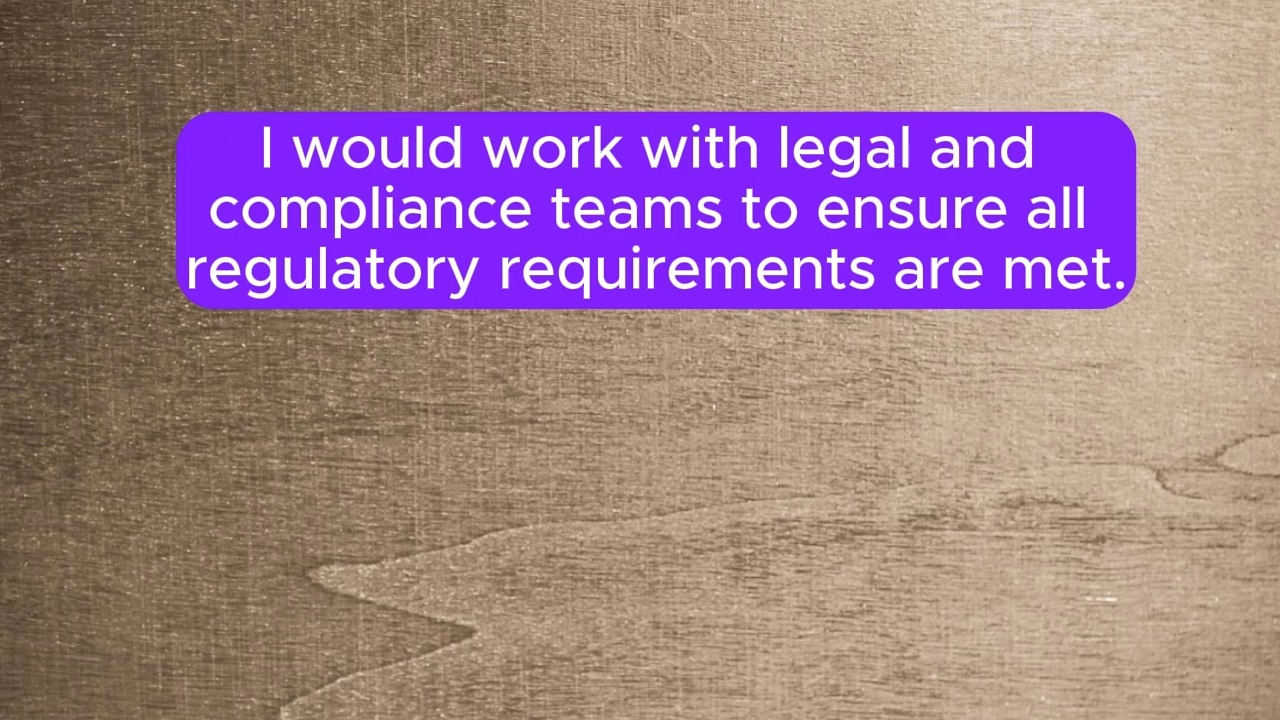 I would work with legal and
compliance teams to ensure all
regulatory requirements are met.